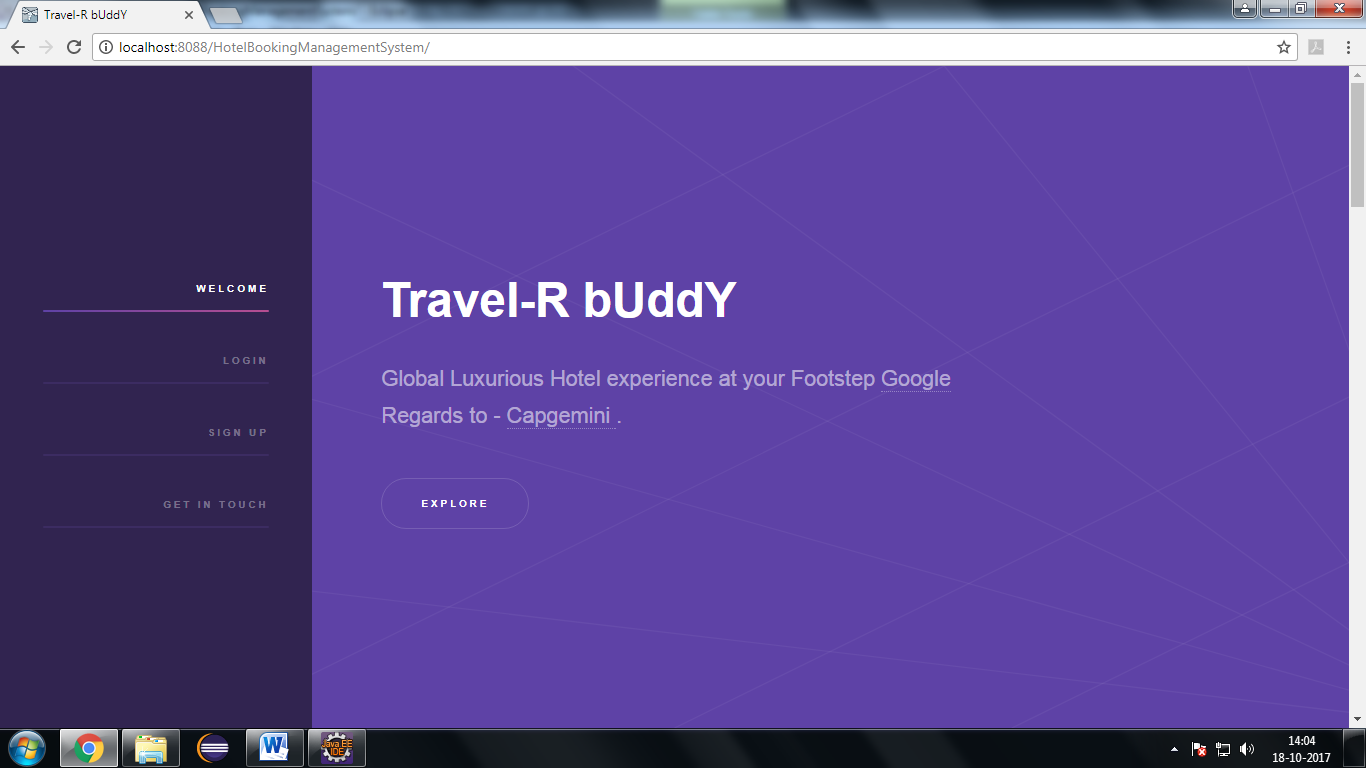 Travel-R bUddY
localhost:8088/HotelBookingManagementSystem/
WELCOME
LOGIN
SIGN UP
GET IN TOUCH
Travel-R bUddY
Global Luxurious Hotel experience at your Footstep Google
Regards to - Capgemini .
EXPLORE
Java EE
IDE
14:04
18-10-2017